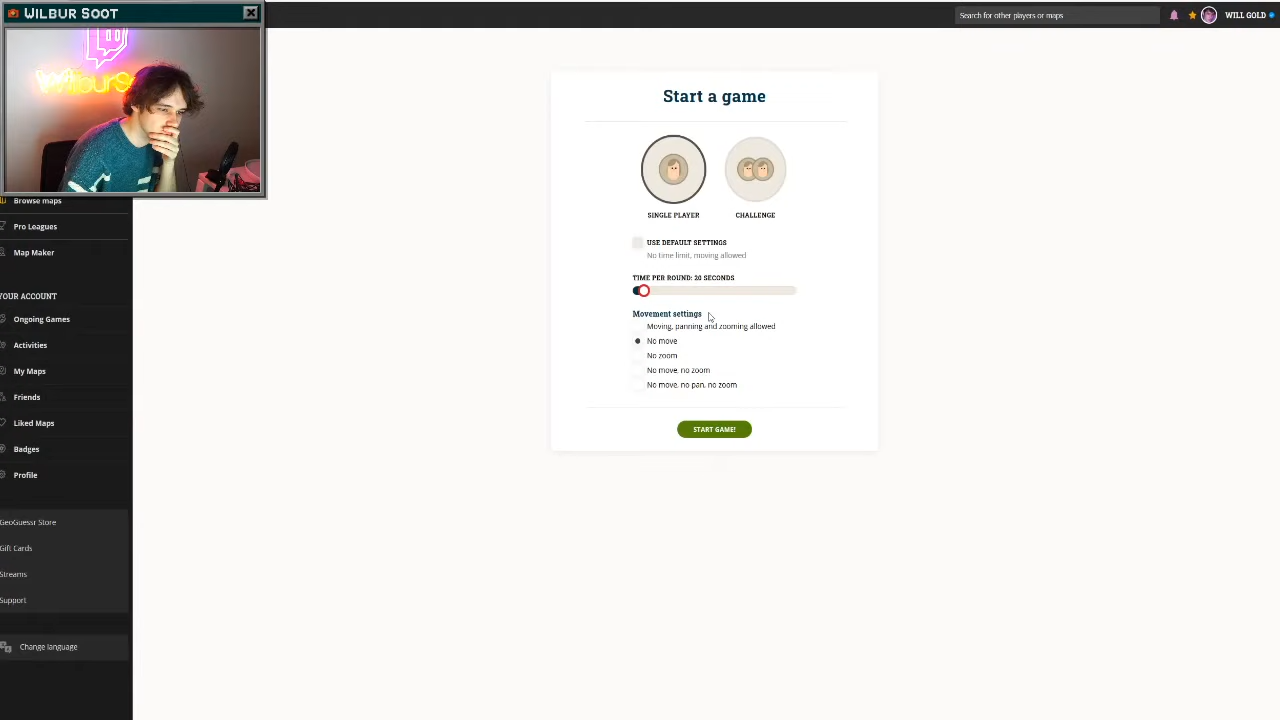 WILBUR SOOT
Search for other players or maps
WILL GOLD
Start a game
SINGLE PLAYER
CHALLENGE
USE DEFAULT SETTINGS
No time limit, moving allowed
TIME PER ROUND: 20 SECONDS
Movement settings
Moving, panning and zooming allowed
No move
No zoom
No move, no zoom
No move, no pan, no zoom
START GAME!
Browse maps
Pro Leagues
Map Maker
YOUR ACCOUNT
Ongoing Games
Activities
My Maps
Friends
Liked Maps
Badges
Profile
GeoGuessr Store
Gift Cards
Streams
Support
Change language